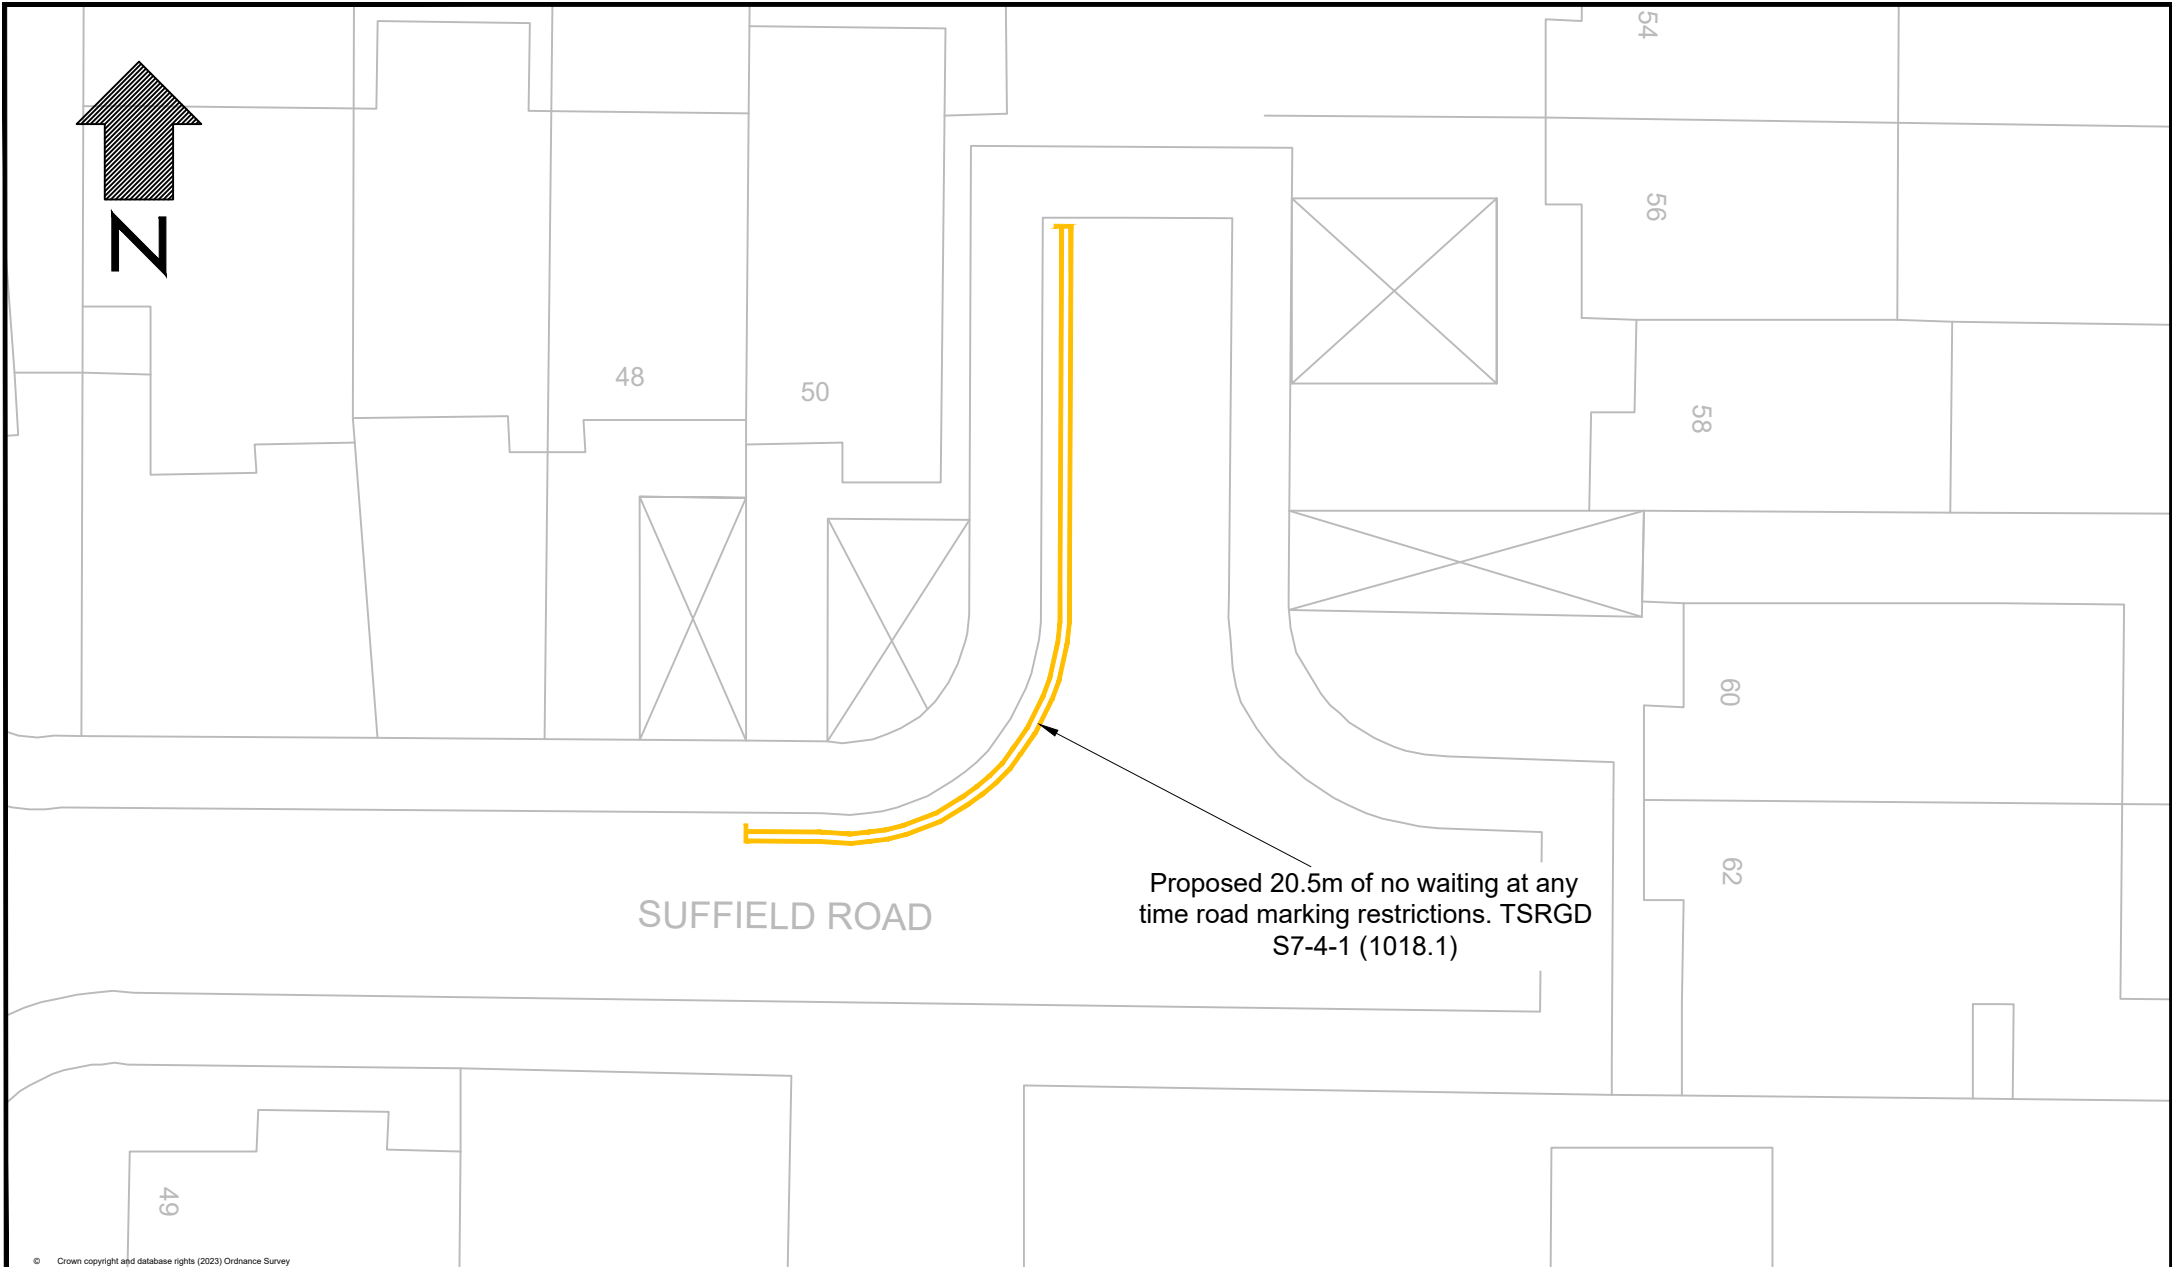 54
N
56
48
50
58
60
62
Proposed 20.5m of no waiting at any
time road marking restrictions. TSRGD
S7-4-1 (1018.1)
SUFFIELD ROAD
49
© Crown copyright and database rights (2023) Ordnance Survey